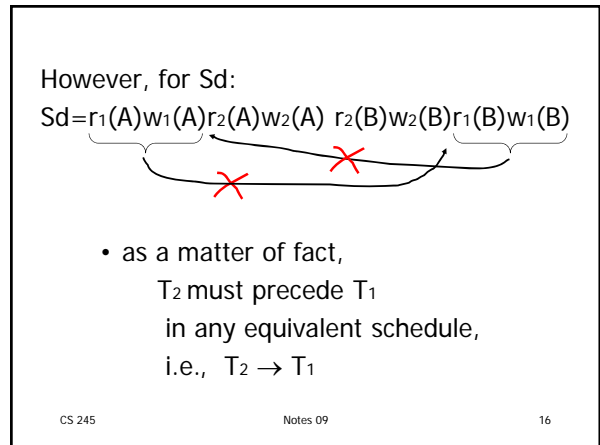 However, for Sd:
Sd=r1(A)w1(A)r2(A)w2(A) r2(B)w2(B)r1(B)w1(B)
• as a matter of fact,
T2 must precede T1
in any equivalent schedule,
i.e., T2 → T1
CS 245 Notes 09 16